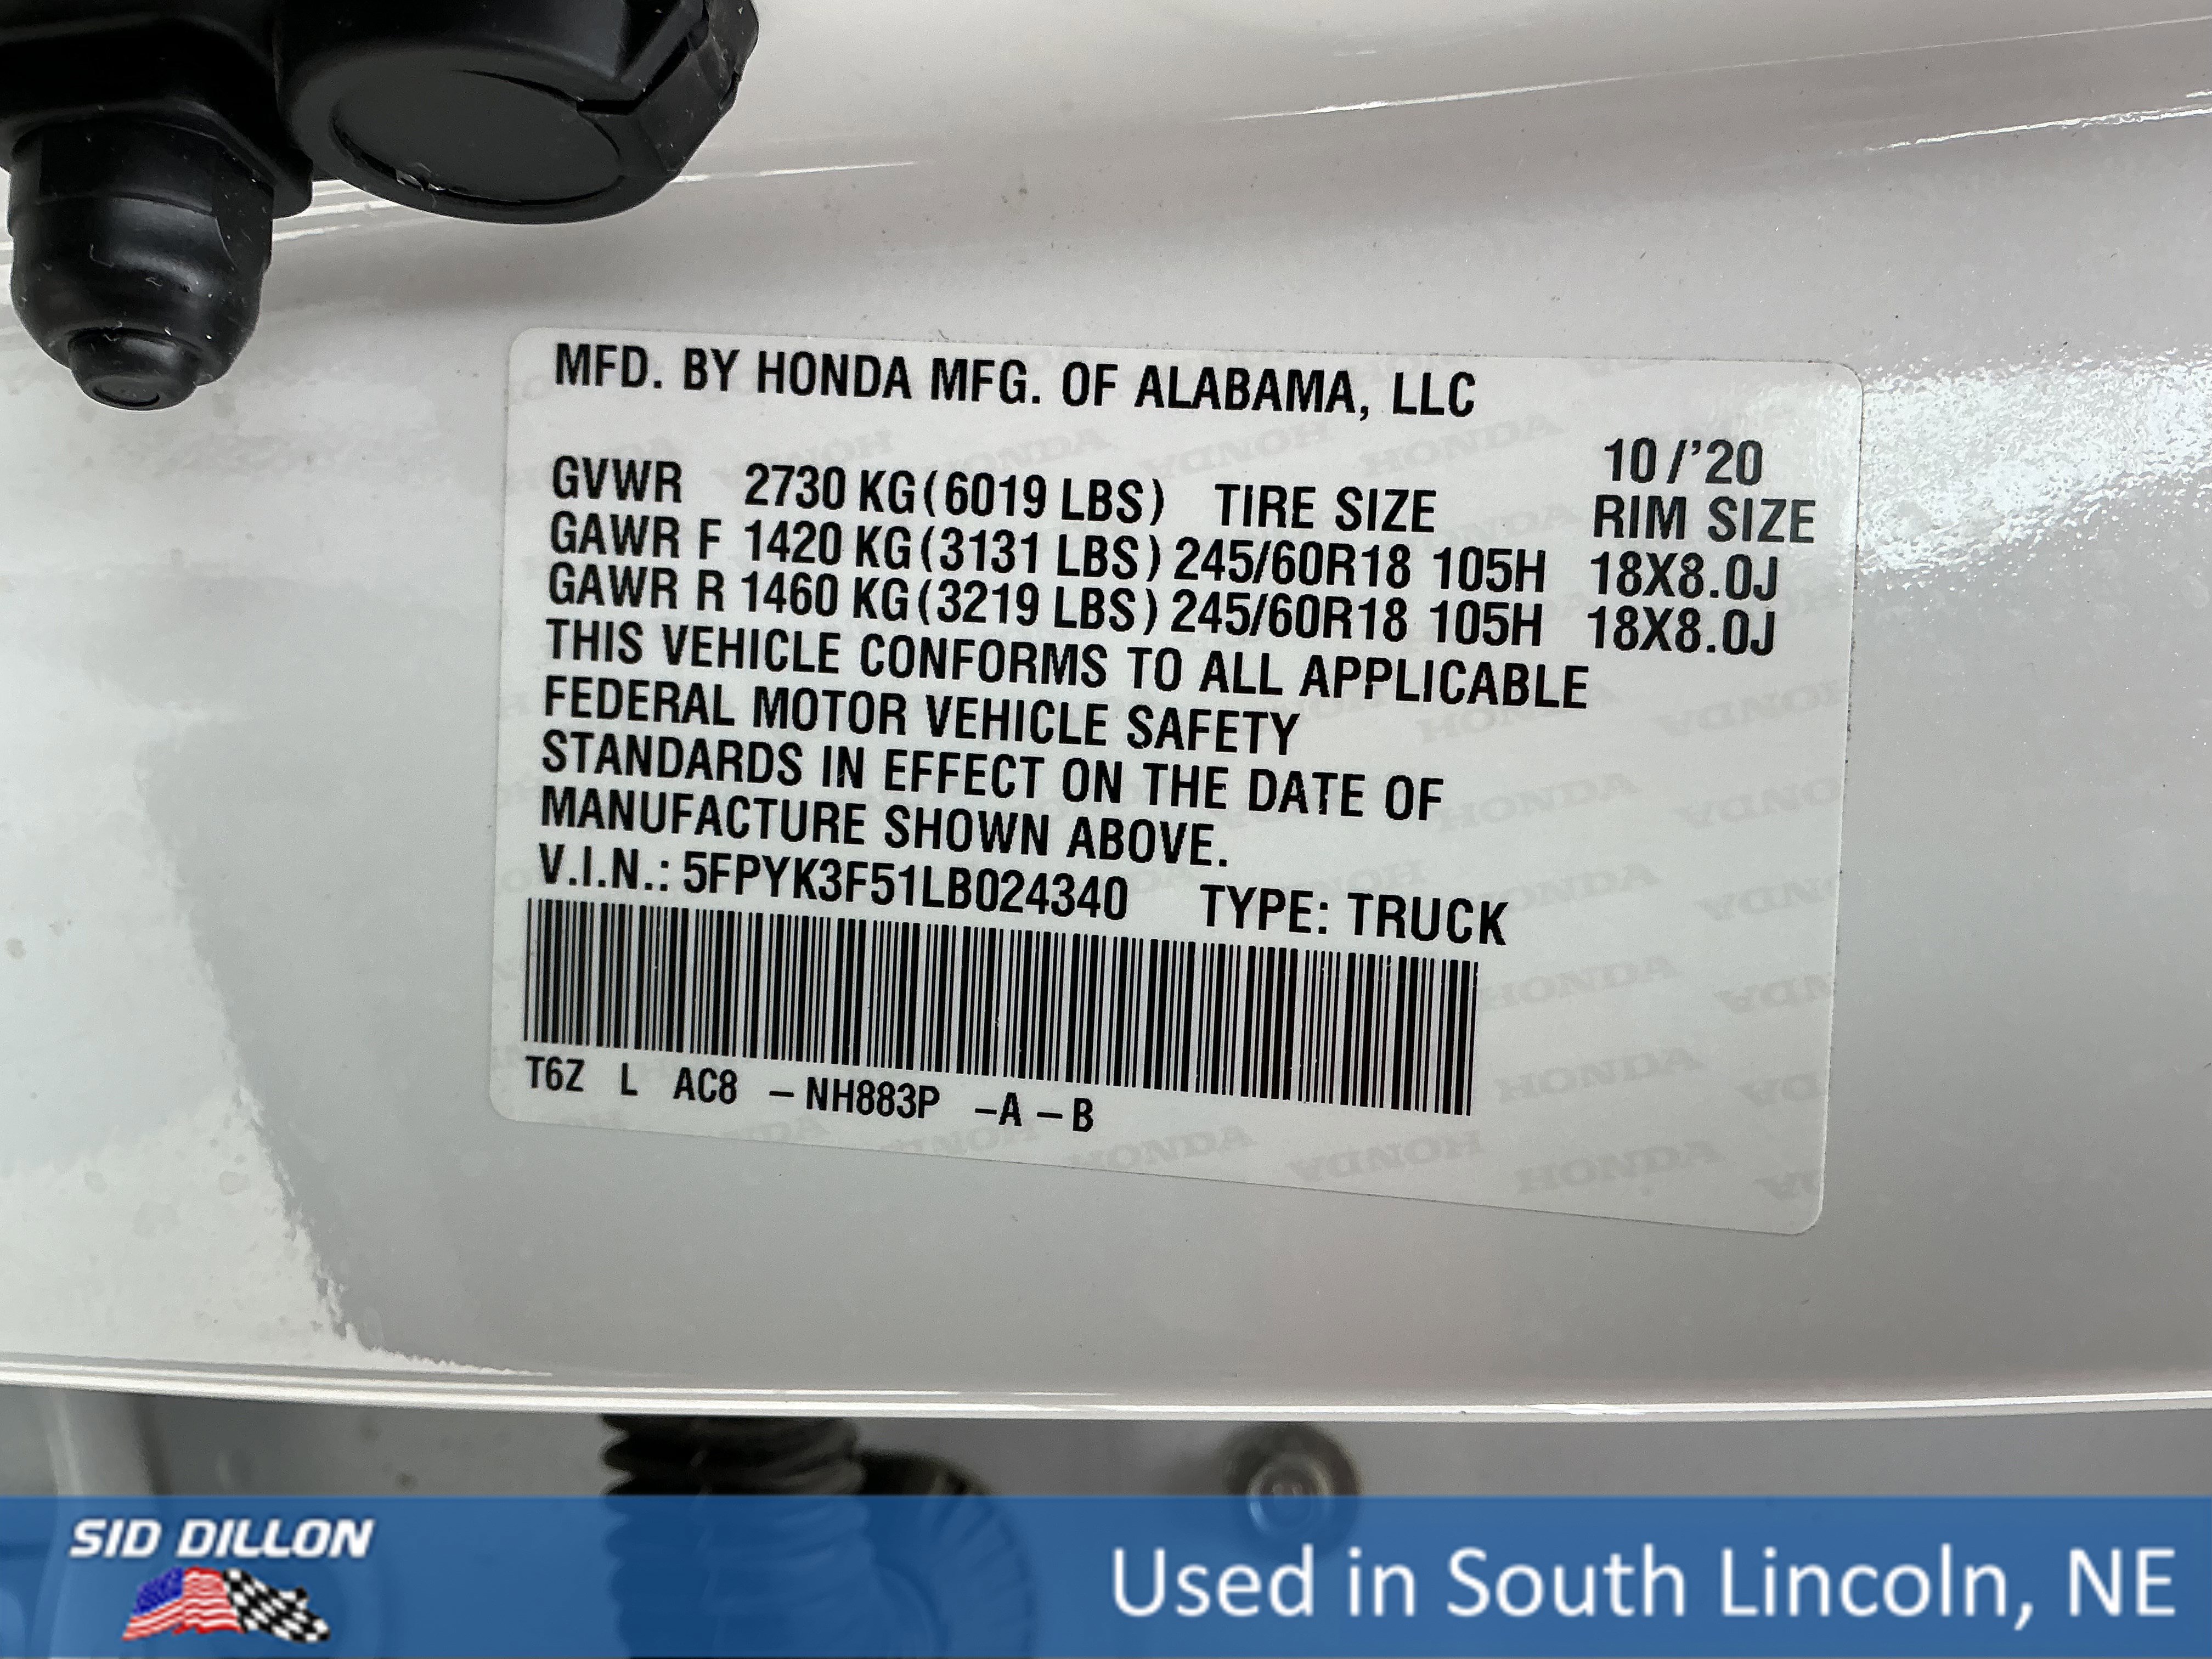 MFD. BY HONDA MFG. OF ALABAMA, LLC
10/'20
GVWR 2730 KG(6019 LBS) TIRE SIZE RIM SIZE
GAWR F 1420 KG(3131 LBS) 245/60R18 105H 18X8.0J
GAWR R 1460 KG(3219 LBS) 245/60R18 105H 18X8.0J
THIS VEHICLE CONFORMS TO ALL APPLICABLE
FEDERAL MOTOR VEHICLE SAFETY
STANDARDS IN EFFECT ON THE DATE OF
MANUFACTURE SHOWN ABOVE.
V.I.N.: 5FPYK3F51LB024340 TYPE: TRUCK
T6Z L AC8 – NH883P –A – B
SID DILLON
Used in South Lincoln, NE